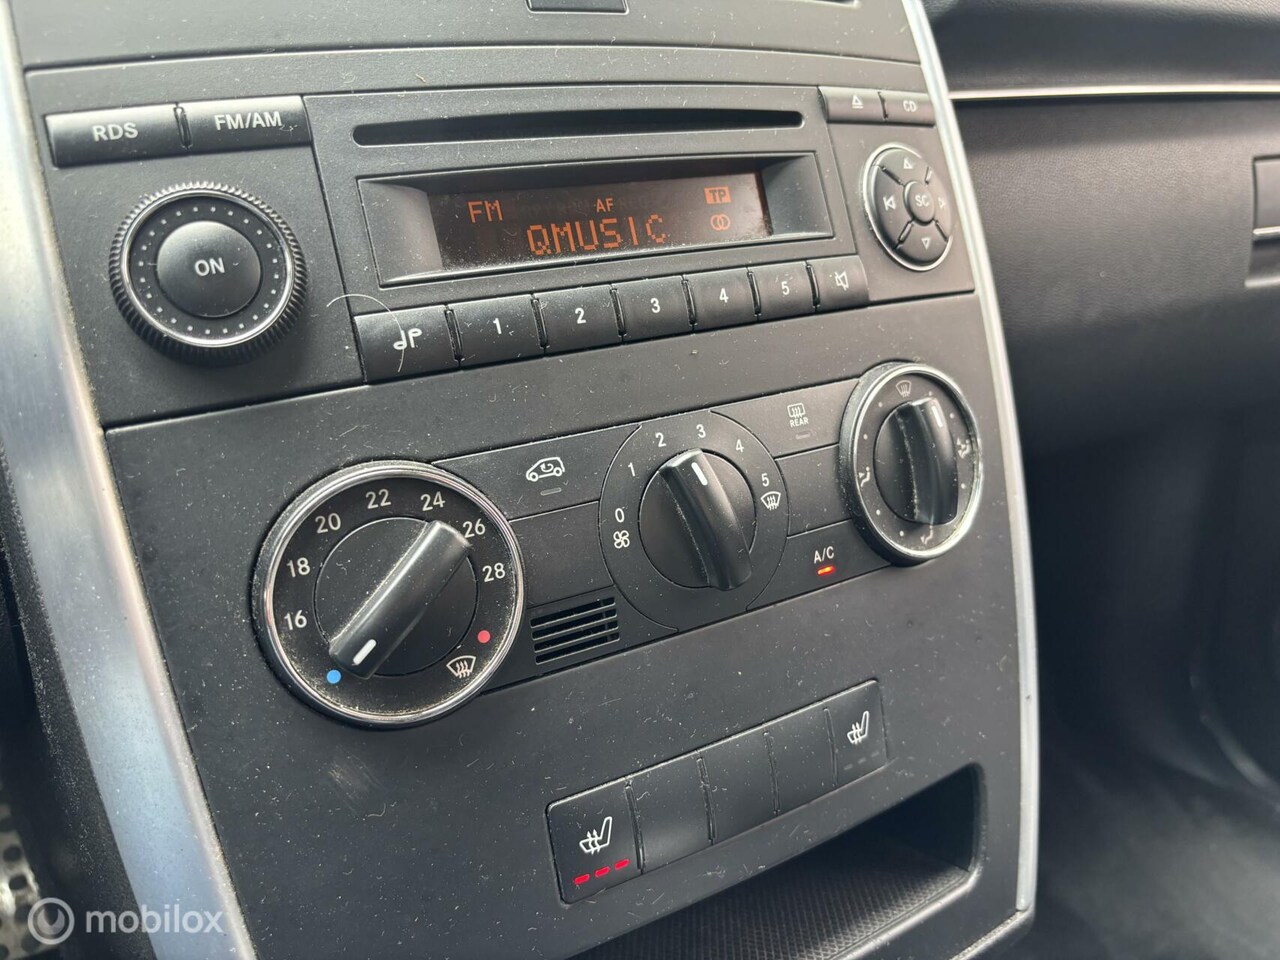 RDS FM/AM CD
FM AF TP
QMUSIC
SC
ON
1 2 3 4 5
REAR
0 1 2 3 4 5
16 18 20 22 24 26 28
A/C
mobilox